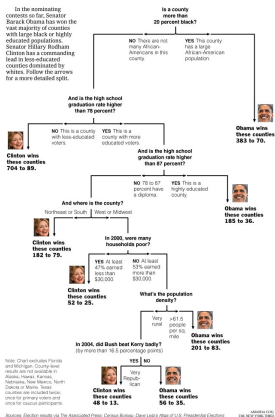 In the nominating
contests so far, Senator
Barack Obama has won the
vast majority of counties
with large black or highly
educated populations.
Senator Hillary Rodham
Clinton has a commanding
lead in less-educated
counties dominated by
whites. Follow the arrows
for a more detailed split.
Is a county
more than
20 percent black?
NO There are not
many African-
Americans in this
county.
YES This county
has a large
African-American
population.
And is the high school
graduation rate higher
than 78 percent?
Obama wins
these counties
383 to 70.
NO This is a county
with less-educated
voters.
YES This is a
county with more
educated voters.
Clinton wins
these counties
704 to 89.
And is the high school
graduation rate higher
than 87 percent?
NO 78 to 87
percent have
a diploma.
YES This is a
highly educated
county.
Obama wins
these counties
185 to 36.
And where is the county?
Northeast or South
West or Midwest
Clinton wins
these counties
182 to 79.
In 2000, were many
households poor?
YES At least
47% earned
less than
$30,000.
NO At least
53% earned more
than
$30,000.
Clinton wins
these counties
52 to 25.
What's the population
density?
Very
rural
>61.5
people per
sq. mile
Obama wins
these counties
201 to 83.
In 2004, did Bush beat Kerry badly?
(by more than 16.5 percentage points)
YES
NO
Very
Repub-
lican
Clinton wins
these counties
48 to 13.
Obama wins
these counties
56 to 35.
Note: Chart excludes Florida
and Michigan. County-level
results are not available in
Alaska, Hawaii, Kansas,
Nebraska, New Mexico, North
Dakota or Maine. Texas
counties are included twice;
once for primary voters and
once for caucus participants.
AMANDA COX/
THE NEW YORK TIMES
Sources: Election results via The Associated Press; Census Bureau; Dave Leip's Atlas of U.S. Presidential Elections